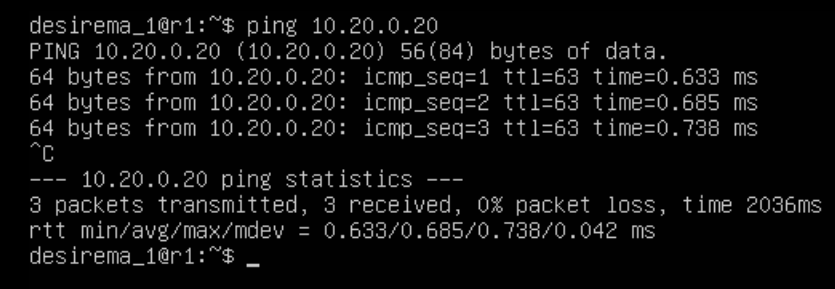 desirema_1@r1:~$ ping 10.20.0.20
PING 10.20.0.20 (10.20.0.20) 56(84) bytes of data.
64 bytes from 10.20.0.20: icmp_seq=1 ttl=63 time=0.633 ms
64 bytes from 10.20.0.20: icmp_seq=2 ttl=63 time=0.685 ms
64 bytes from 10.20.0.20: icmp_seq=3 ttl=63 time=0.738 ms
^C
--- 10.20.0.20 ping statistics ---
3 packets transmitted, 3 received, 0% packet loss, time 2036ms
rtt min/avg/max/mdev = 0.633/0.685/0.738/0.042 ms
desirema_1@r1:~$ _